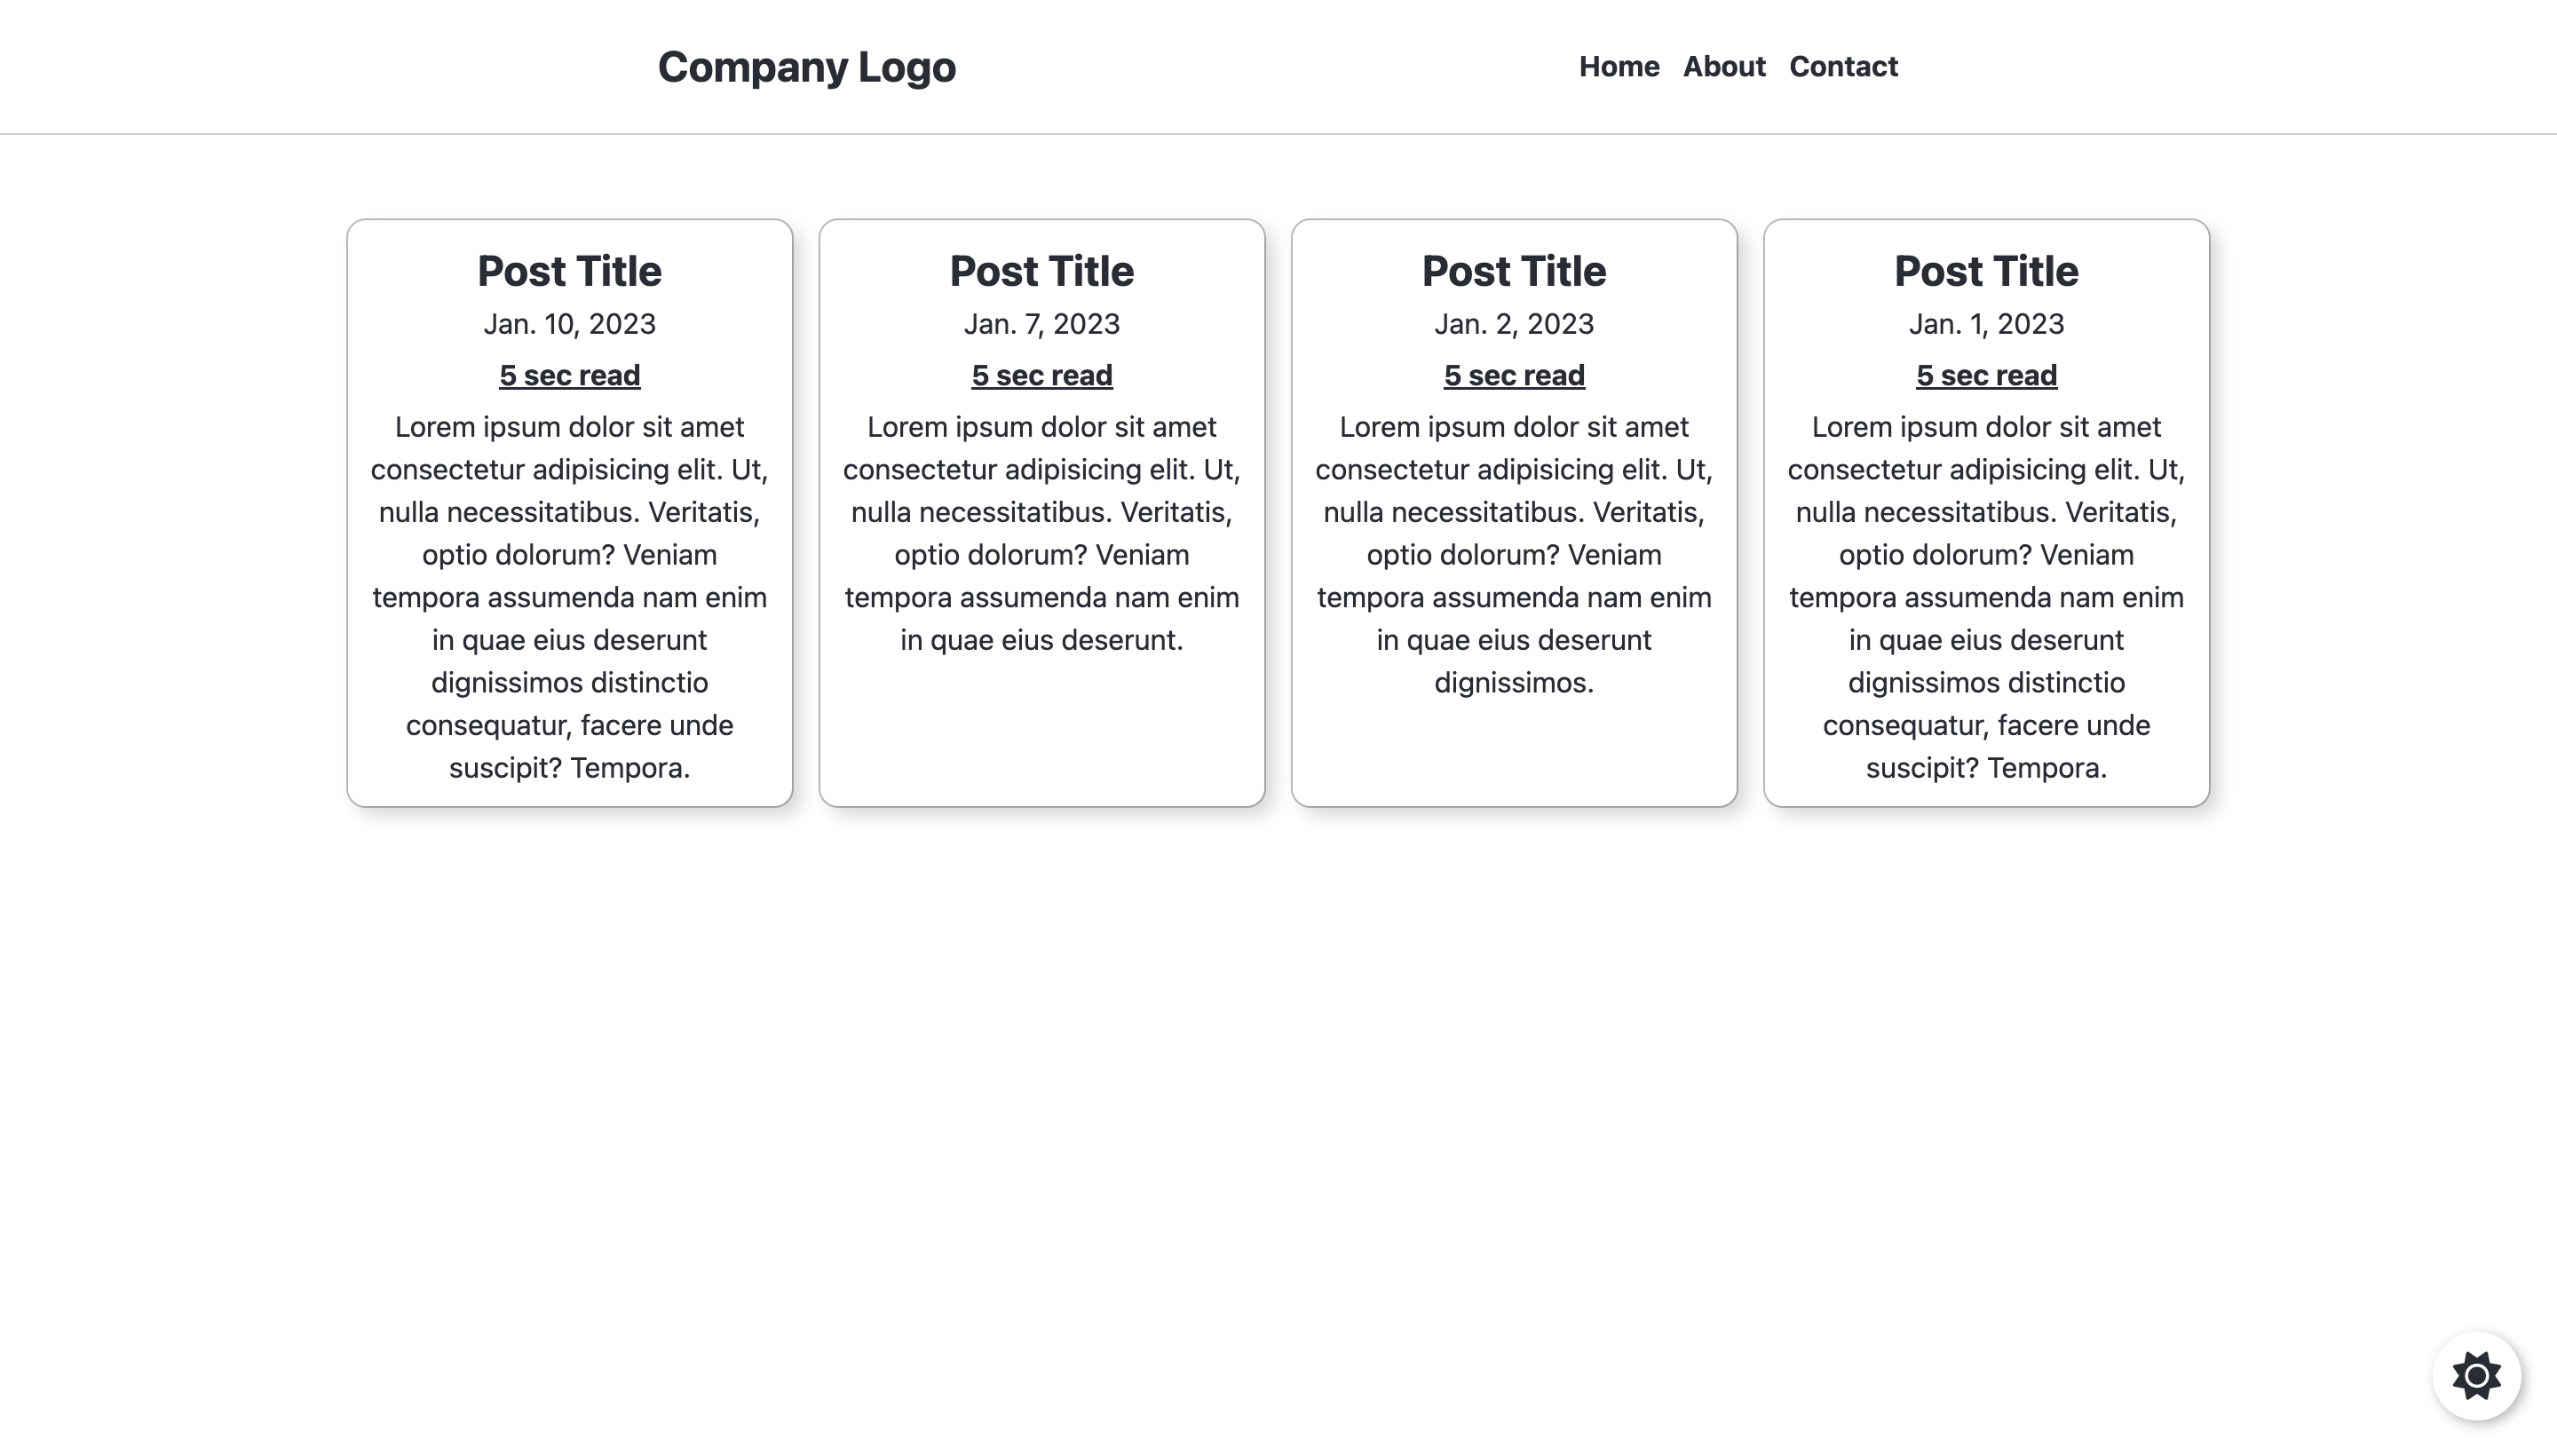 Company Logo
Home About Contact
Post Title
Jan. 10, 2023
5 sec read
Lorem ipsum dolor sit amet
consectetur adipisicing elit. Ut,
nulla necessitatibus. Veritatis,
optio dolorum? Veniam
tempora assumenda nam enim
in quae eius deserunt
dignissimos distinctio
consequatur, facere unde
suscipit? Tempora.
Post Title
Jan. 7, 2023
5 sec read
Lorem ipsum dolor sit amet
consectetur adipisicing elit. Ut,
nulla necessitatibus. Veritatis,
optio dolorum? Veniam
tempora assumenda nam enim
in quae eius deserunt.
Post Title
Jan. 2, 2023
5 sec read
Lorem ipsum dolor sit amet
consectetur adipisicing elit. Ut,
nulla necessitatibus. Veritatis,
optio dolorum? Veniam
tempora assumenda nam enim
in quae eius deserunt
dignissimos.
Post Title
Jan. 1, 2023
5 sec read
Lorem ipsum dolor sit amet
consectetur adipisicing elit. Ut,
nulla necessitatibus. Veritatis,
optio dolorum? Veniam
tempora assumenda nam enim
in quae eius deserunt
dignissimos distinctio
consequatur, facere unde
suscipit? Tempora.